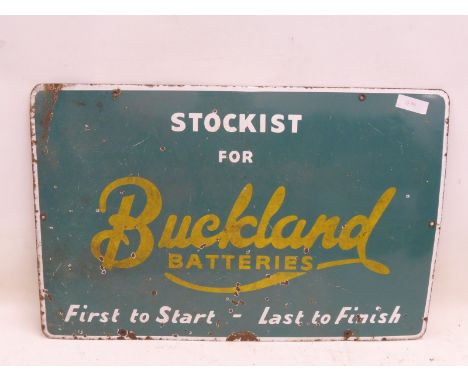 STOCKIST
FOR
Buckland
BATTERIES
First to Start - Last to Finish